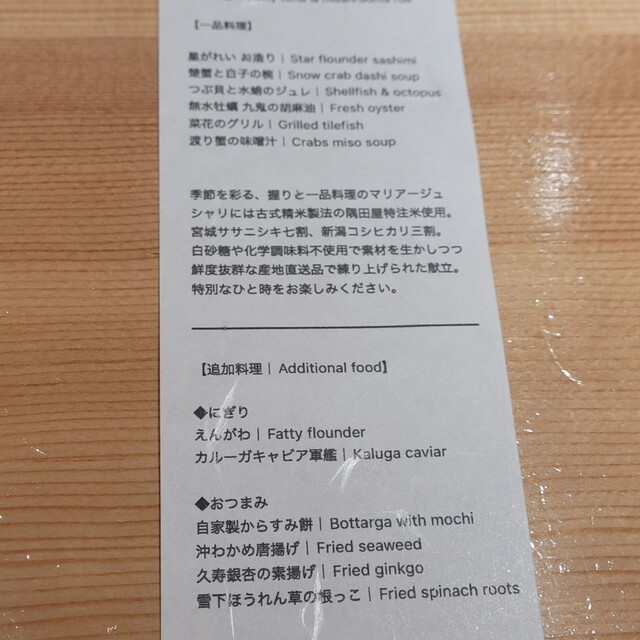 【一品料理】
星がれい お造り | Star flounder sashimi
楚蟹と白子の椀 | Snow crab dashi soup
つぶ貝と水蛸のジュレ | Shellfish & octopus
無水牡蠣 九鬼の胡麻油 | Fresh oyster
菜花のグリル | Grilled tilefish
渡り蟹の味噌汁 | Crabs miso soup
季節を彩る、握りと一品料理のマリアージュ
シャリには古式精米製法の隅田屋特注米使用。
宮城ササニシキ七割、新潟コシヒカリ三割。
白砂糖や化学調味料不使用で素材を生かしつつ
鮮度抜群な産地直送品で練り上げられた献立。
特別なひと時をお楽しみください。
【追加料理 | Additional food】
◆にぎり
えんがわ | Fatty flounder
カルーガキャビア軍艦 | Kaluga caviar
◆おつまみ
自家製からすみ餅 | Bottarga with mochi
沖わかめ唐揚げ | Fried seaweed
久寿銀杏の素揚げ | Fried ginkgo
雪下ほうれん草の根っこ | Fried spinach roots